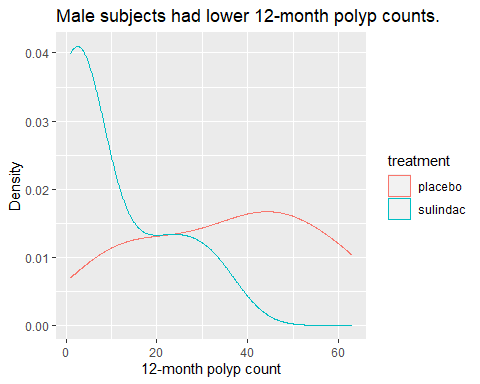 Male subjects had lower 12-month polyp counts.
0.04
0.03
0.02
0.01
0.00
Density
0
20
40
60
12-month polyp count
treatment
placebo
sulindac